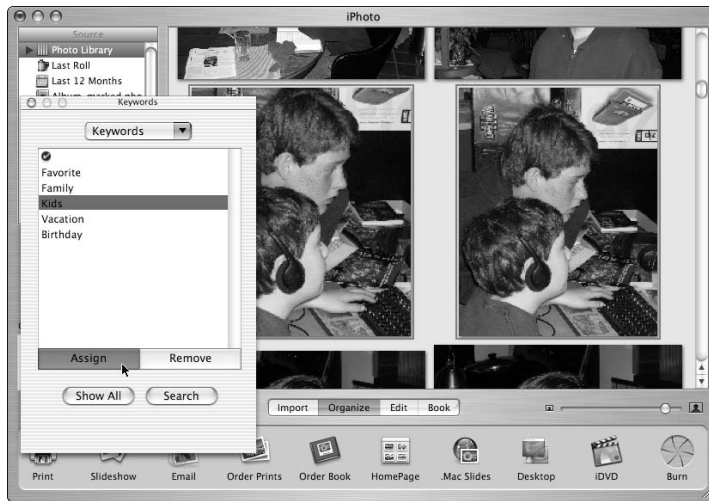 iPhoto
Source
Photo Library
Last Roll
Last 12 Months
Keywords
Keywords
Favorite
Family
Kids
Vacation
Birthday
Assign
Remove
Show All
Search
Import
Organize
Edit
Book
Print
Slideshow
Email
Order Prints
Order Book
HomePage
.Mac Slides
Desktop
iDVD
Burn